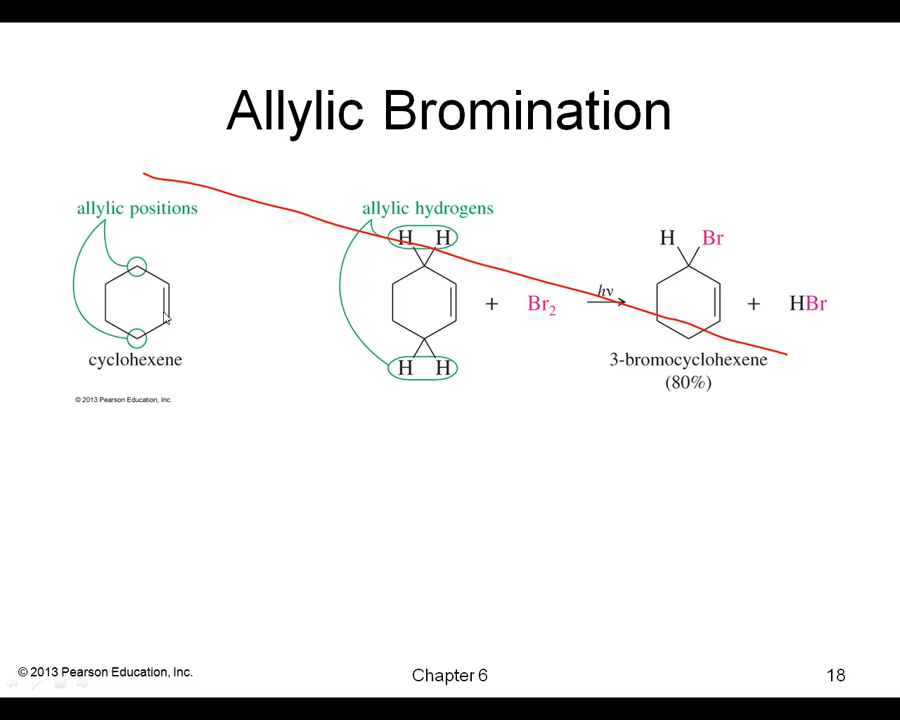 Allylic Bromination
allylic positions
allylic hydrogens
H H
H Br
+ Br2 hν + HBr
cyclohexene
H H
3-bromocyclohexene
(80%)
© 2013 Pearson Education, Inc.
© 2013 Pearson Education, Inc.
Chapter 6
18